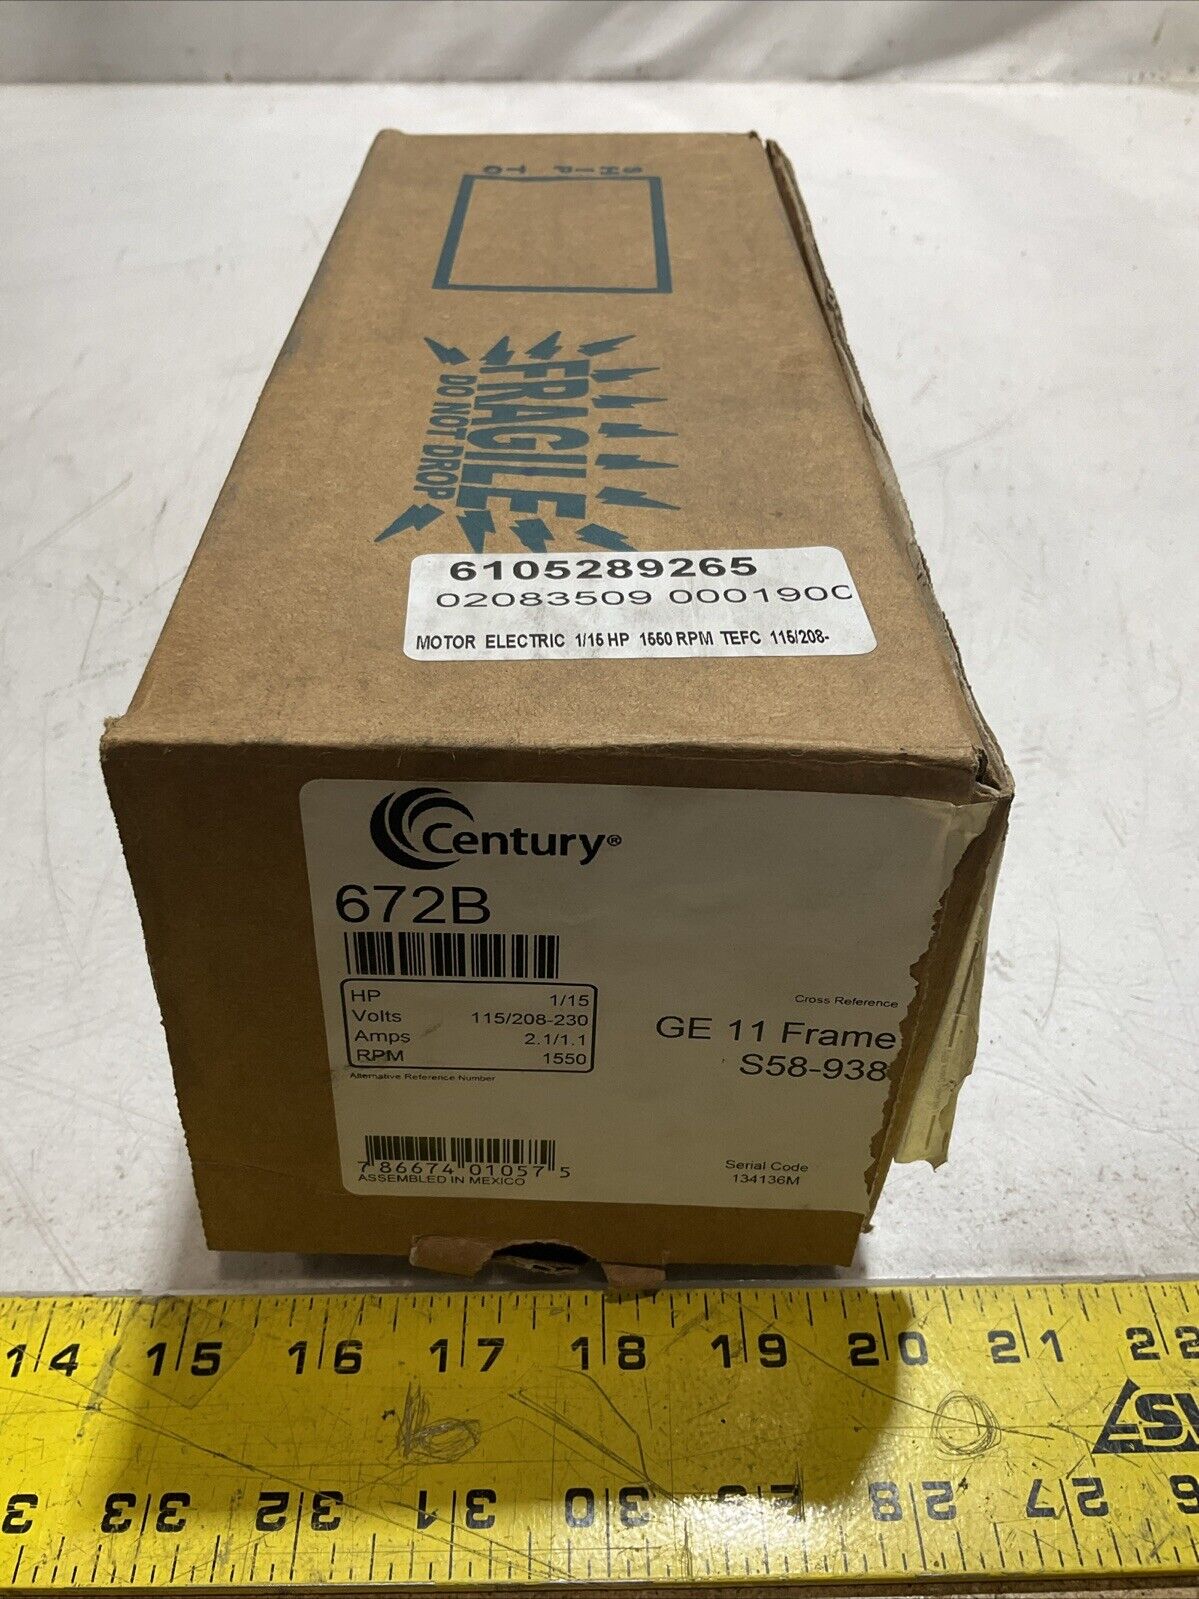 SHIP TO
FRAGILE
DO NOT DROP
6105289265
02083509 000190C
MOTOR ELECTRIC 1/15 HP 1550 RPM TEFC 115/208-
Century®
672B
HP 1/15
Volts 115/208-230
Amps 2.1/1.1
RPM 1550
Alternative Reference Number
Cross Reference
GE 11 Frame
S58-938
7 86674 01057 5
ASSEMBLED IN MEXICO
Serial Code
134136M
14 15 16 17 18 19 20 21 22
33 32 31 30 29 28 27 26